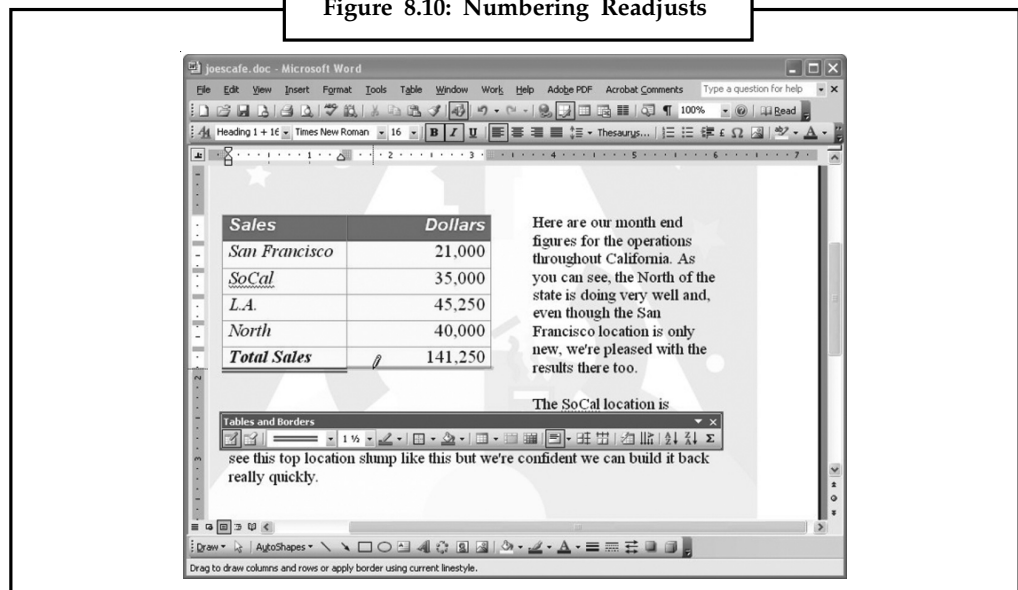 Figure 8.10: Numbering Readjusts
joescafe.doc - Microsoft Word
File Edit View Insert Format Tools Table Window Work Help Adobe PDF Acrobat Comments Type a question for help
100% Read
Heading 1 + 16 Times New Roman 16 B I U Thesaurus...
1 2 3 4 5 6 7
Sales Dollars
San Francisco 21,000
SoCal 35,000
L.A. 45,250
North 40,000
Total Sales 141,250
Here are our month end
figures for the operations
throughout California. As
you can see, the North of the
state is doing very well and,
even though the San
Francisco location is only
new, we're pleased with the
results there too.
The SoCal location is
Tables and Borders
1 ½
see this top location slump like this but we're confident we can build it back
really quickly.
Draw AutoShapes
Drag to draw columns and rows or apply border using current linestyle.